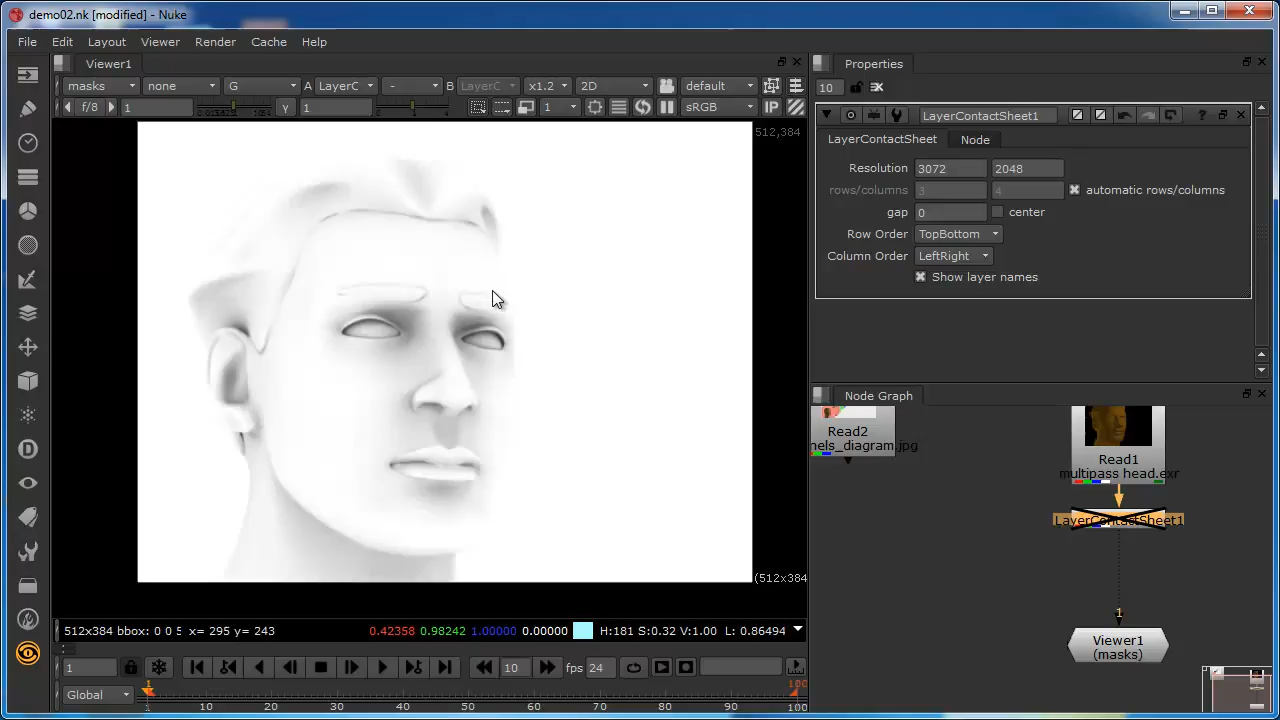 demo02.nk [modified] - Nuke
File Edit Layout Viewer Render Cache Help
Viewer1
masks none G A LayerC - B LayerC x1.2 2D default
f/8 1 γ 1 1 sRGB IP
512,384
(512x384
512x384 bbox: 0 0 5 x= 295 y= 243 0.42358 0.98242 1.00000 0.00000 H:181 S:0.32 V:1.00 L: 0.86494
1 10 fps 24
Global 1 1 10 20 30 40 50 60 70 80 90 100 100
Properties
10
LayerContactSheet1 ?
LayerContactSheet Node
Resolution 3072 2048
rows/columns 3 4 automatic rows/columns
gap 0 center
Row Order TopBottom
Column Order LeftRight
Show layer names
Node Graph
Read2
nels_diagram.jpg
Read1
multipass head.exr
LayerContactSheet1
1
Viewer1
(masks)